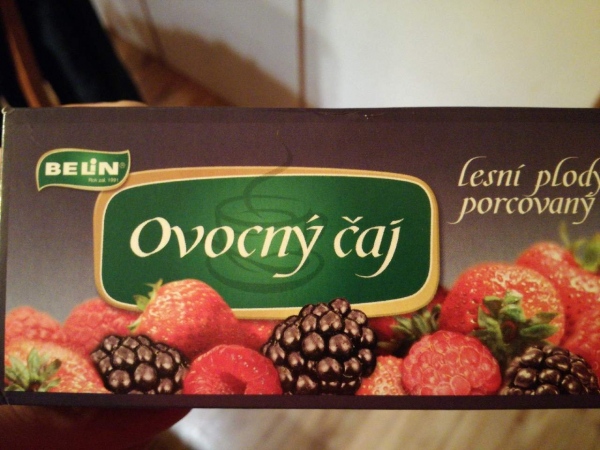 BELiN®
Ovocný čaj
lesní plody
porcovaný